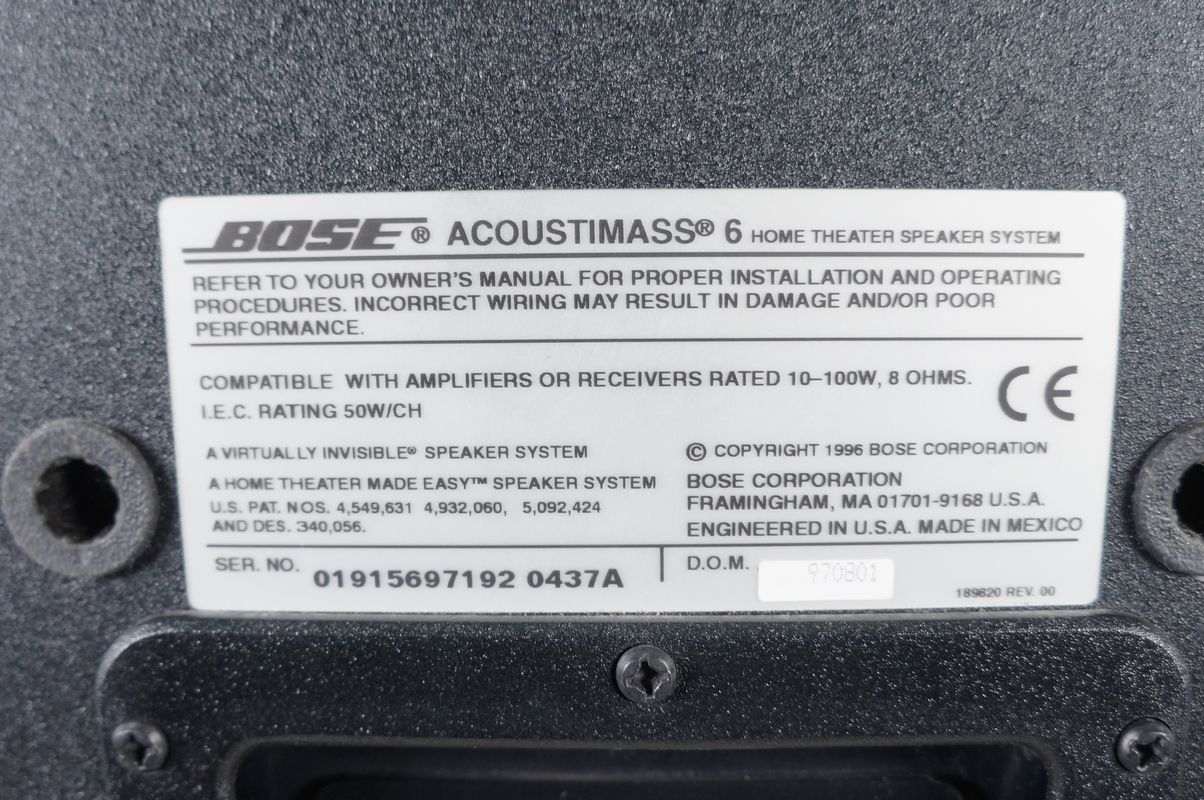 BOSE® ACOUSTIMASS® 6 HOME THEATER SPEAKER SYSTEM
REFER TO YOUR OWNER'S MANUAL FOR PROPER INSTALLATION AND OPERATING
PROCEDURES. INCORRECT WIRING MAY RESULT IN DAMAGE AND/OR POOR
PERFORMANCE.
COMPATIBLE WITH AMPLIFIERS OR RECEIVERS RATED 10–100W, 8 OHMS.
I.E.C. RATING 50W/CH
CE
A VIRTUALLY INVISIBLE® SPEAKER SYSTEM
A HOME THEATER MADE EASY™ SPEAKER SYSTEM
U.S. PAT. NOS. 4,549,631 4,932,060, 5,092,424
AND DES. 340,056.
© COPYRIGHT 1996 BOSE CORPORATION
BOSE CORPORATION
FRAMINGHAM, MA 01701-9168 U.S.A.
ENGINEERED IN U.S.A. MADE IN MEXICO
SER. NO. 01915697192 0437A
D.O.M. 970801
189820 REV. 00